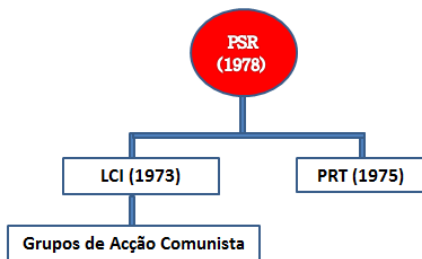 PSR
(1978)
LCI (1973)
PRT (1975)
Grupos de Acção Comunista